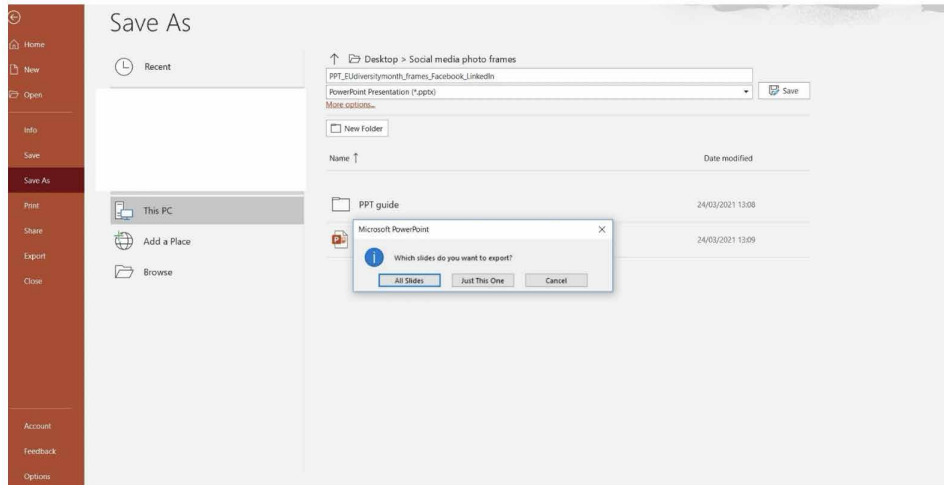 Save As
Home
New
Open
Info
Save
Save As
Print
Share
Export
Close
Account
Feedback
Options
Recent
This PC
Add a Place
Browse
Desktop > Social media photo frames
PPT_EUdiversitymonth_frames_Facebook_LinkedIn
PowerPoint Presentation (*.pptx)
Save
More options...
New Folder
Name ↑ Date modified
PPT guide 24/03/2021 13:08
24/03/2021 13:09
Microsoft PowerPoint
Which slides do you want to export?
All Slides Just This One Cancel